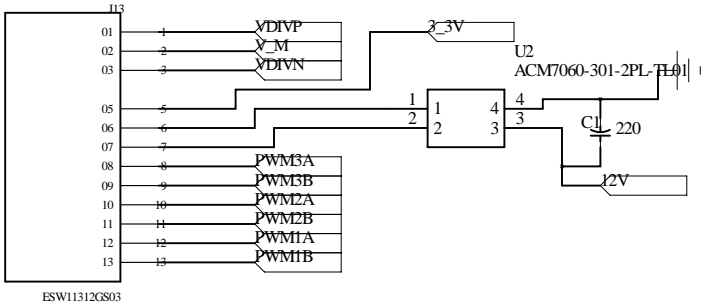 J13
01 1 VDIVP
02 2 V_M
03 3 VDIVN
3_3V
U2
ACM7060-301-2PL-TL01
05 5
06 6
07 7
1 1 4 4
2 2 3 3
C1 220
12V
08 8 PWM3A
09 9 PWM3B
10 10 PWM2A
11 11 PWM2B
12 12 PWM1A
13 13 PWM1B
ESW11312GS03